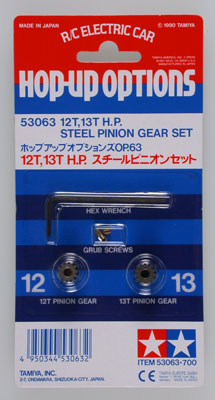 MADE IN JAPAN
© 1990 TAMIYA
R/C ELECTRIC CAR
HOP-UP OPTIONS
53063 12T,13T H.P.
STEEL PINION GEAR SET
ホップアップオプションズOP.63
12T,13T H.P. スチールピニオンセット
HEX WRENCH
GRUB SCREWS
12
13
12T PINION GEAR
13T PINION GEAR
4 950344 530632
TAMIYA, INC.
3-7, ONDAWARA, SHIZUOKA-CITY, JAPAN.
TAMIYA
ITEM 53063-700